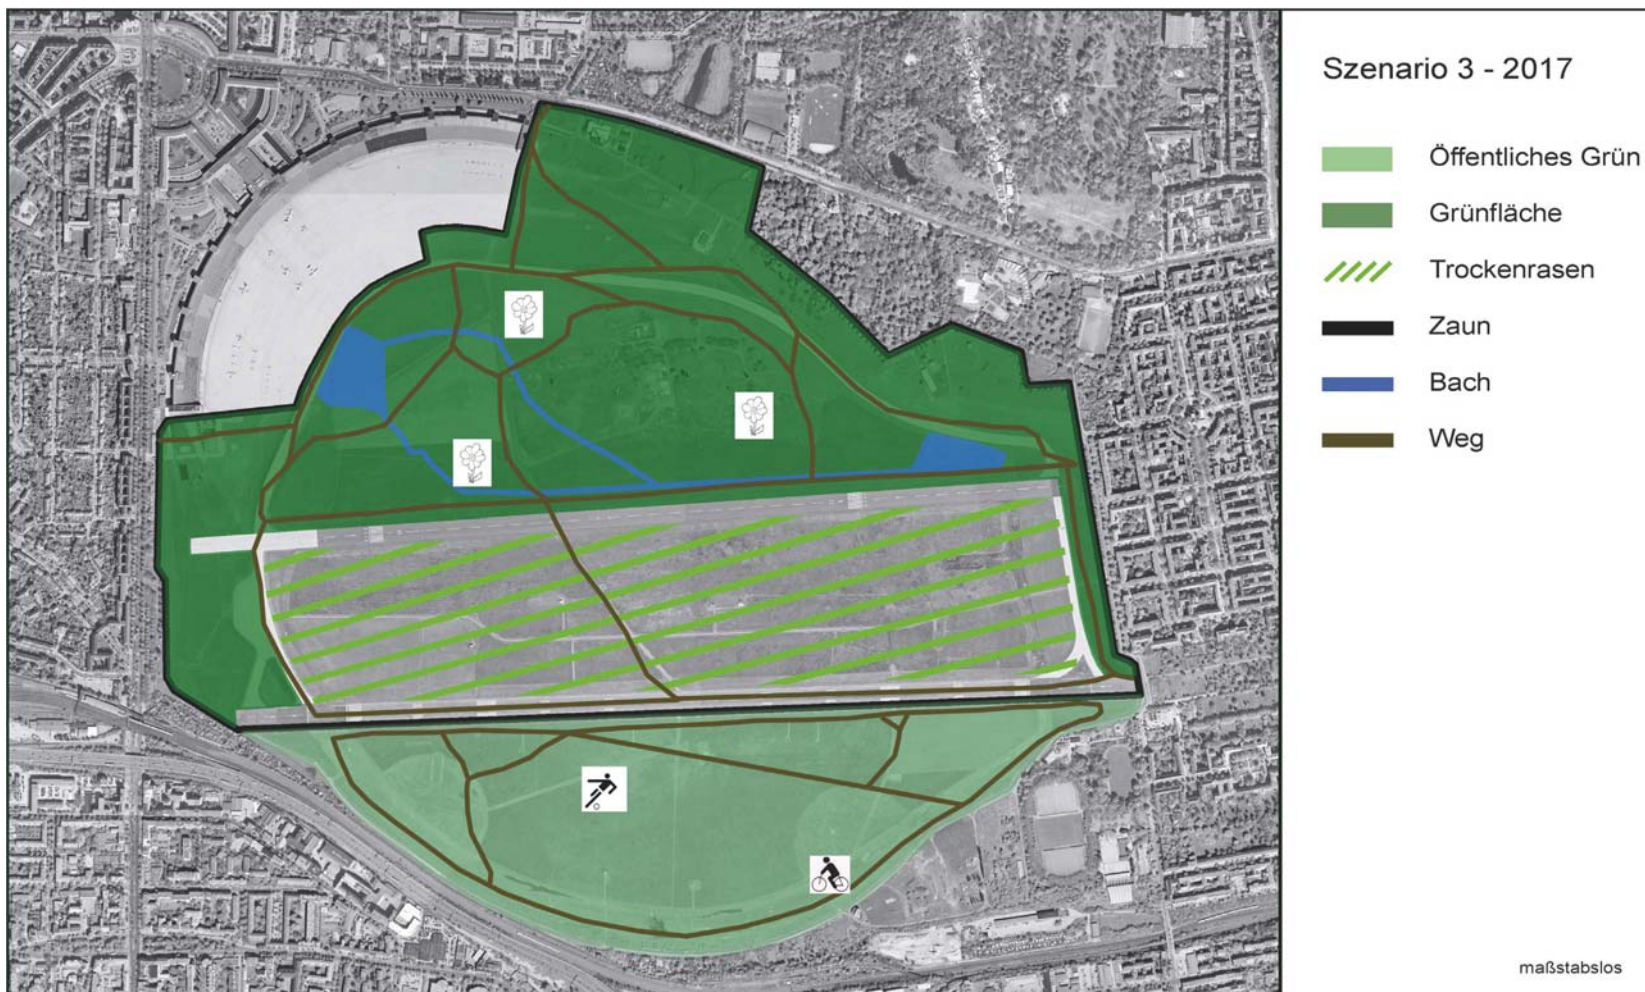 Szenario 3 - 2017
Öffentliches Grün
Grünfläche
Trockenrasen
Zaun
Bach
Weg
maßstabslos